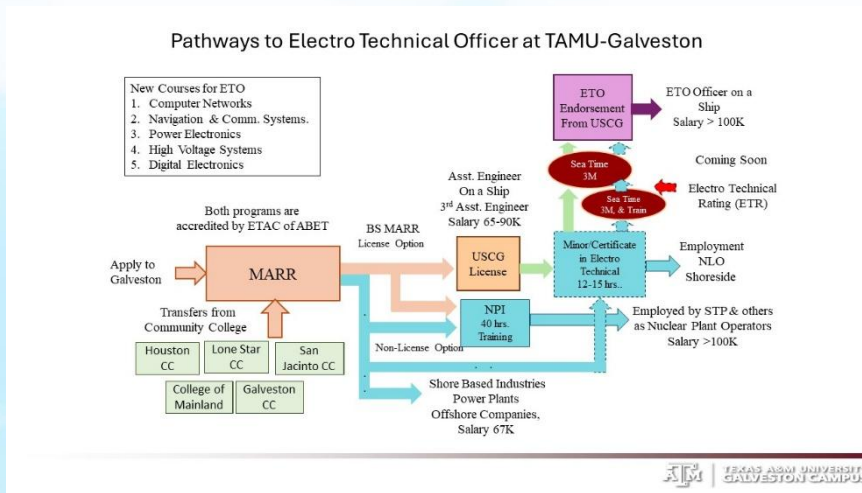 Pathways to Electro Technical Officer at TAMU-Galveston
New Courses for ETO
1. Computer Networks
2. Navigation & Comm. Systems.
3. Power Electronics
4. High Voltage Systems
5. Digital Electronics
ETO
Endorsement
From USCG
ETO Officer on a
Ship
Salary > 100K
Sea Time
3M
Coming Soon
Sea Time
3M, & Train
Electro Technical
Rating (ETR)
Asst. Engineer
On a Ship
3rd Asst. Engineer
Salary 65-90K
Both programs are
accredited by ETAC of ABET
BS MARR
License Option
Apply to
Galveston
MARR
USCG
License
Minor/Certificate
in Electro
Technical
12-15 hrs..
Employment
NLO
Shoreside
NPI
40 hrs.
Training
Employed by STP & others
as Nuclear Plant Operators
Salary >100K
Transfers from
Community College
Non-License Option
Houston
CC
Lone Star
CC
San
Jacinto CC
College of
Mainland
Galveston
CC
Shore Based Industries
Power Plants
Offshore Companies,
Salary 67K
ATM
TEXAS A&M UNIVERSIT
GALVESTON CAMPUS